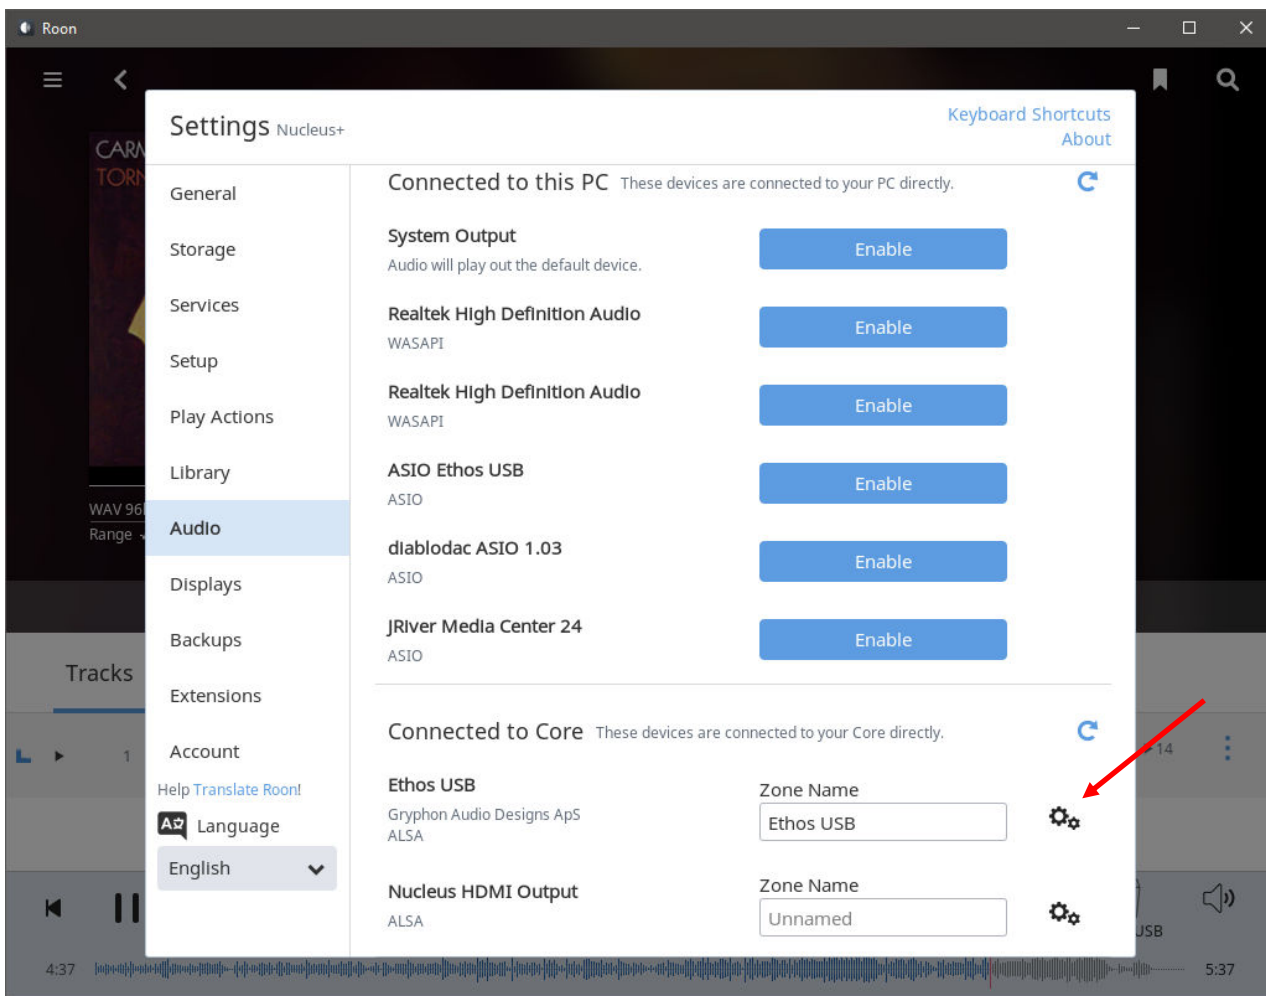 Roon
Settings Nucleus+
Keyboard Shortcuts
About
CARM
TORN
WAV 96
Range
General
Storage
Services
Setup
Play Actions
Library
Audio
Displays
Backups
Extensions
Account
Help Translate Roon!
Language
English
Connected to this PC These devices are connected to your PC directly.
System Output
Audio will play out the default device.
Enable
Realtek High Definition Audio
WASAPI
Enable
Realtek High Definition Audio
WASAPI
Enable
ASIO Ethos USB
ASIO
Enable
diablodac ASIO 1.03
ASIO
Enable
JRiver Media Center 24
ASIO
Enable
Connected to Core These devices are connected to your Core directly.
Ethos USB
Gryphon Audio Designs ApS
ALSA
Zone Name
Ethos USB
Nucleus HDMI Output
ALSA
Zone Name
Unnamed
Tracks
1
14
USB
4:37
5:37